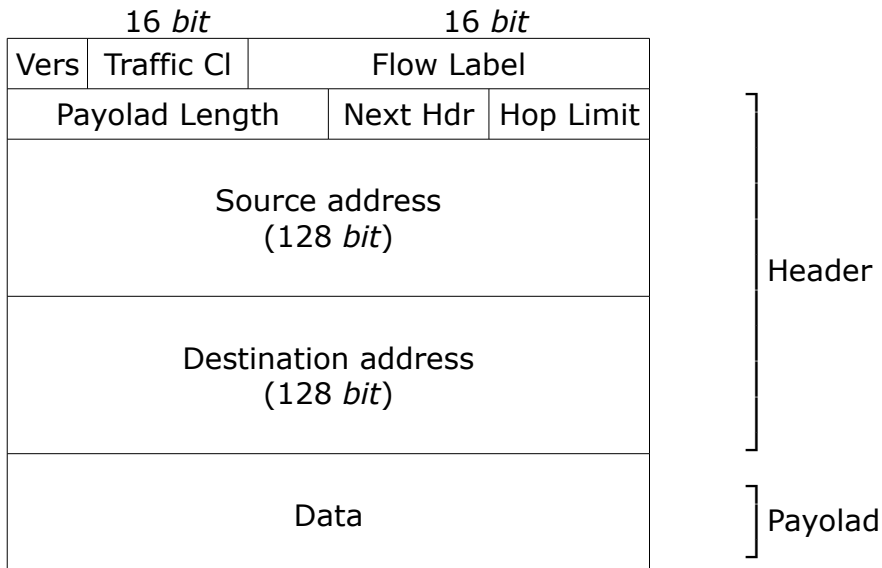 16 bit 16 bit
Vers Traffic Cl Flow Label
Payolad Length Next Hdr Hop Limit
Source address
(128 bit)
Header
Destination address
(128 bit)
Data
Payolad